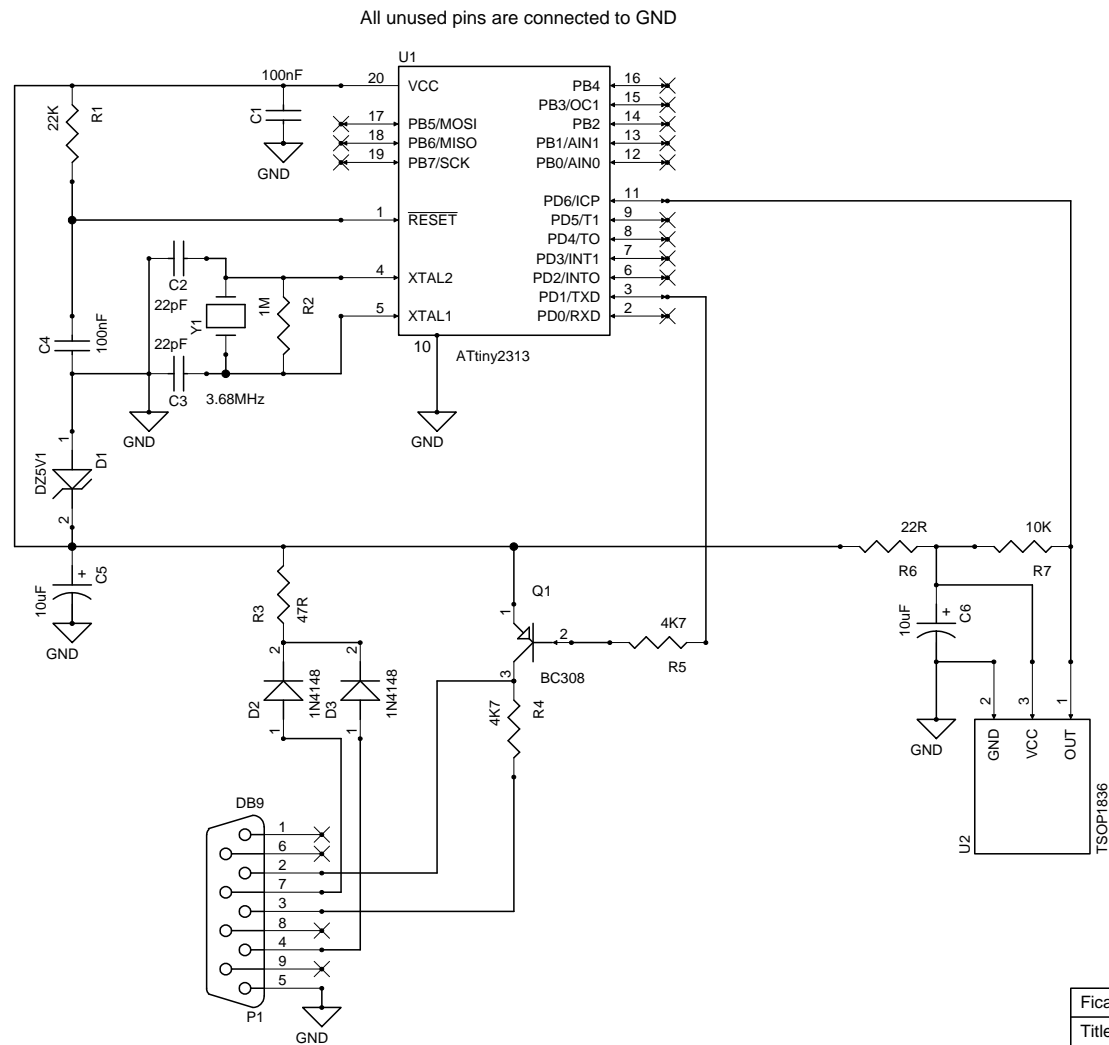 All unused pins are connected to GND
U1
100nF
C1
GND
22K
R1
20 VCC
17 PB5/MOSI
18 PB6/MISO
19 PB7/SCK
1 RESET
4 XTAL2
5 XTAL1
10
ATtiny2313
PB4 16
PB3/OC1 15
PB2 14
PB1/AIN1 13
PB0/AIN0 12
PD6/ICP 11
PD5/T1 9
PD4/TO 8
PD3/INT1 7
PD2/INTO 6
PD1/TXD 3
PD0/RXD 2
C2
22pF
Y1
1M
R2
22pF
C3
3.68MHz
C4
100nF
GND
GND
1
DZ5V1
D1
2
10uF
+
C5
GND
R3
47R
2
D2
1N4148
1
2
D3
1N4148
1
Q1
1
2
3
BC308
4K7
R5
4K7
R4
22R
R6
10K
R7
10uF
+
C6
GND
2
3
1
GND
VCC
OUT
U2
TSOP1836
DB9
1
6
2
7
3
8
4
9
5
P1
GND
Fica
Title